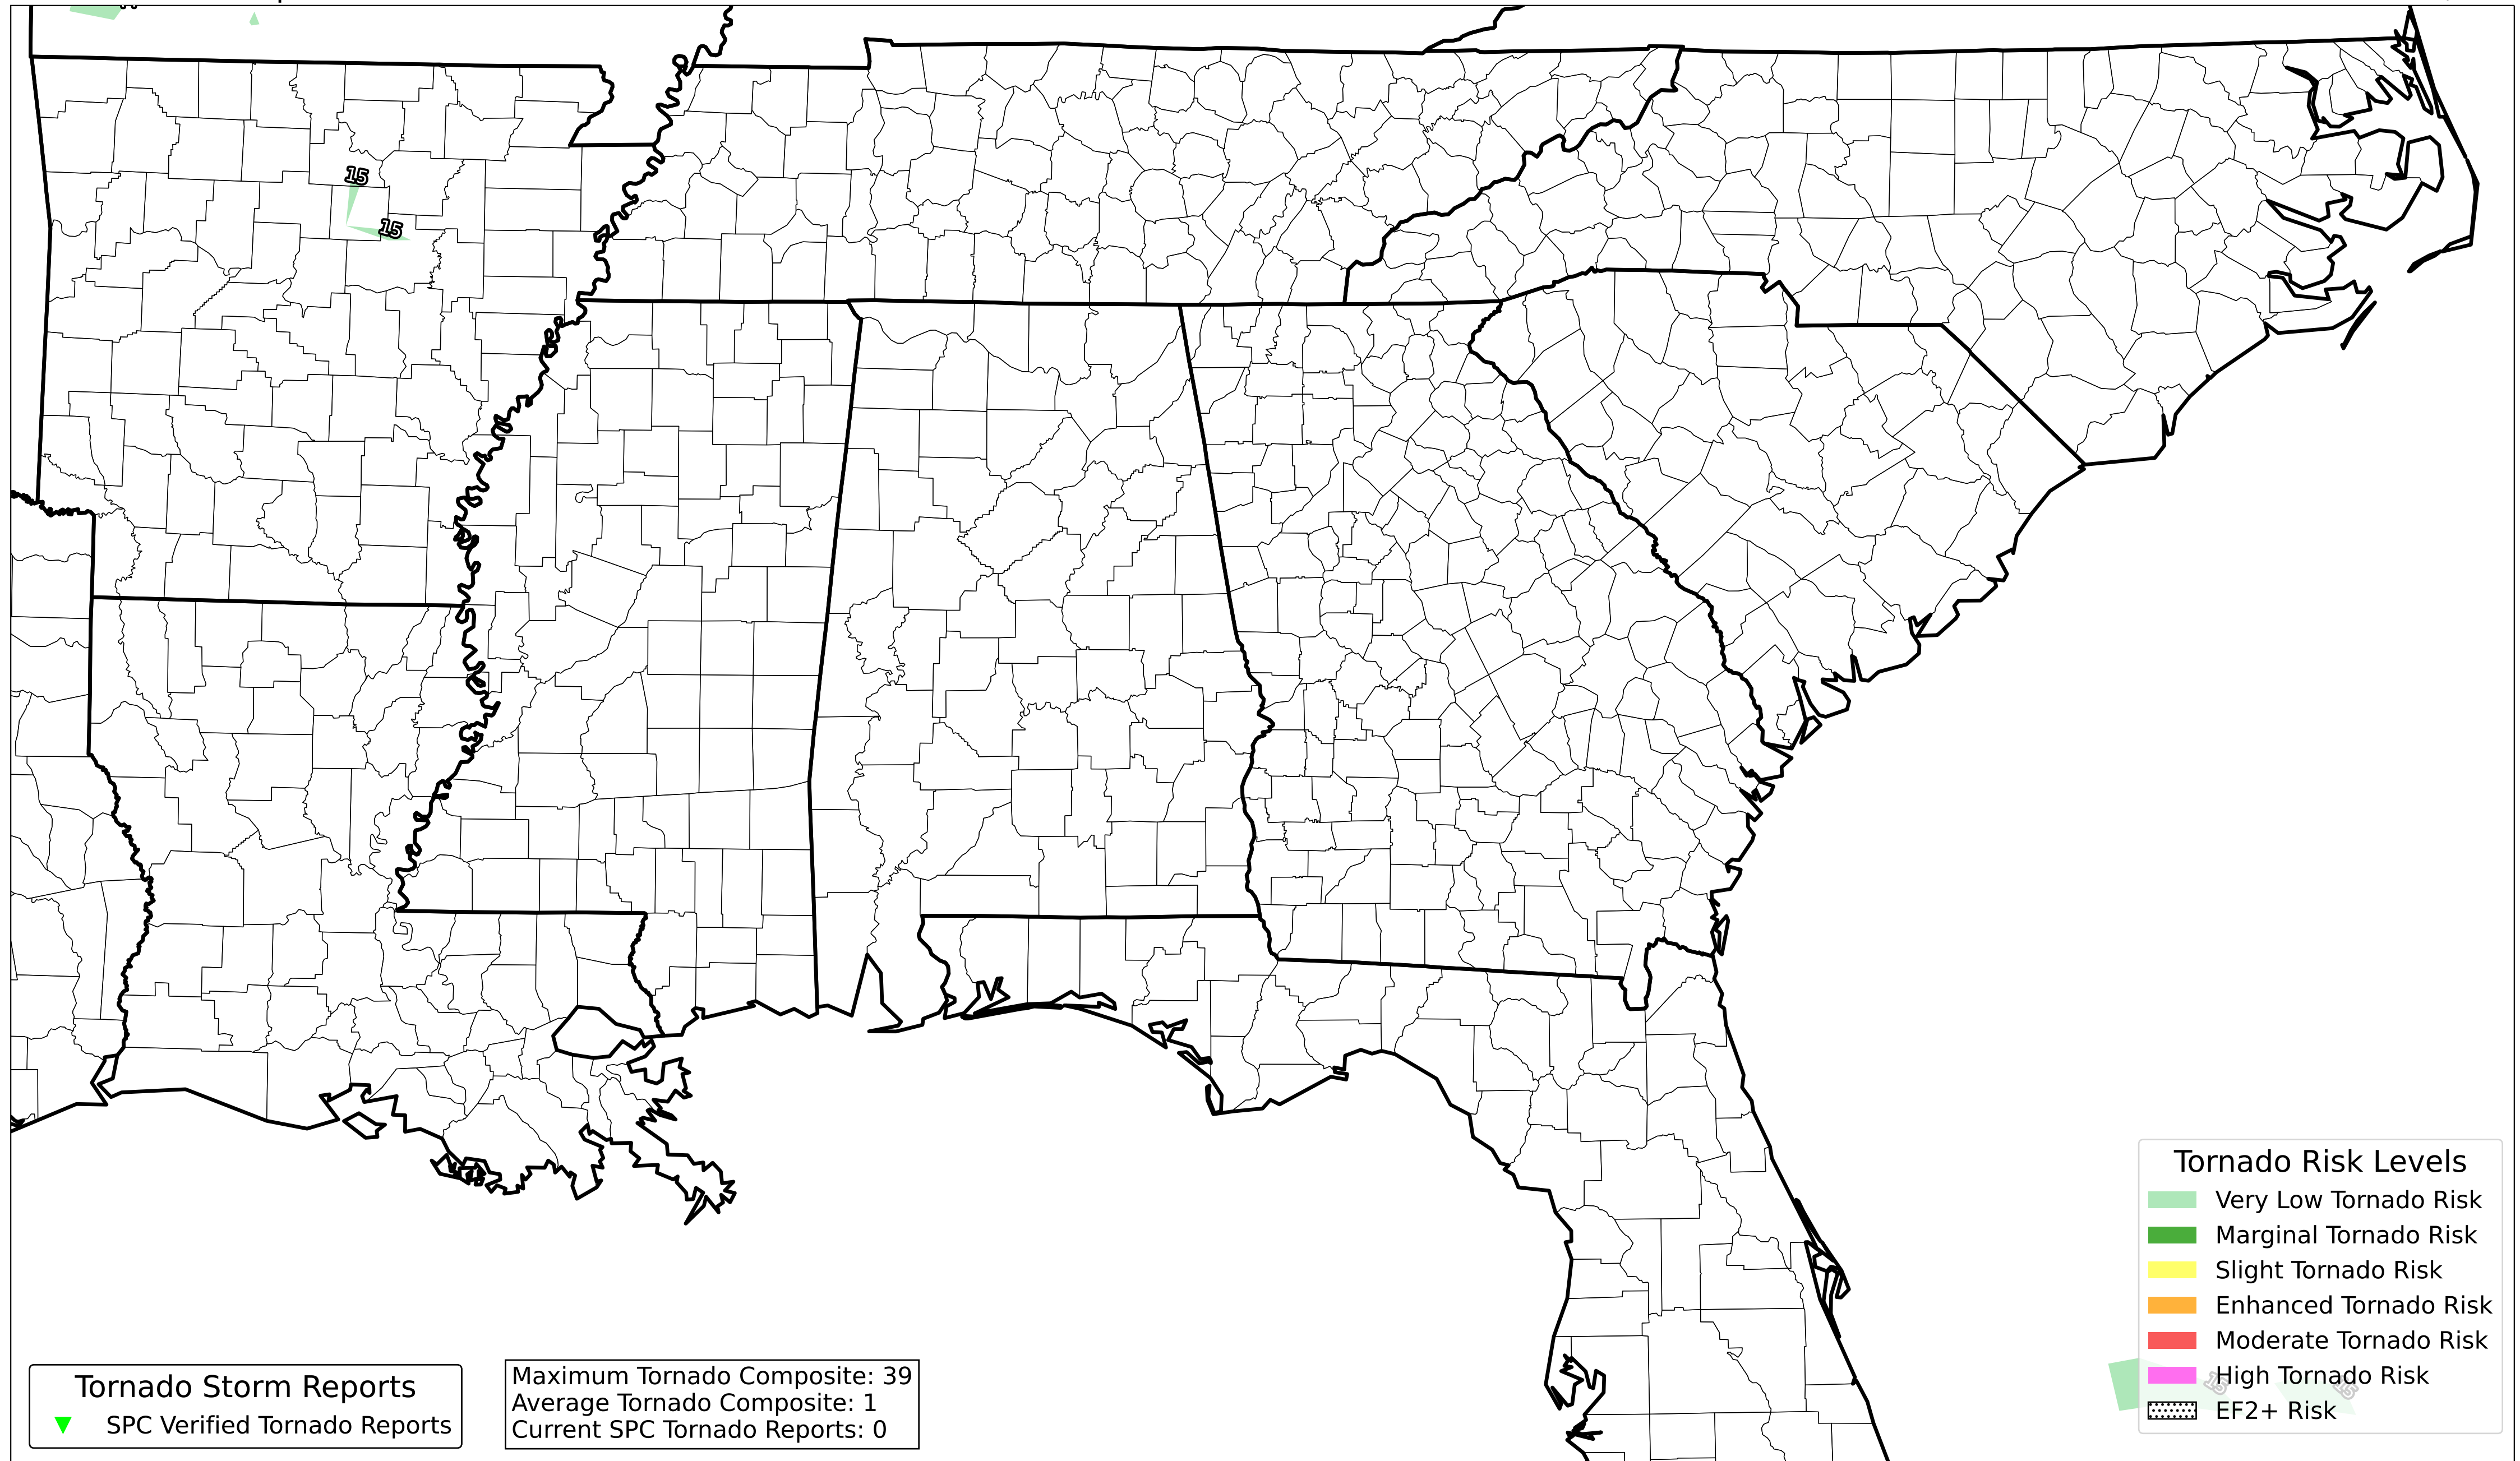 15
15
Tornado Risk Levels
Very Low Tornado Risk
Marginal Tornado Risk
Slight Tornado Risk
Enhanced Tornado Risk
Moderate Tornado Risk
High Tornado Risk
EF2+ Risk
15
15
Tornado Storm Reports
SPC Verified Tornado Reports
Maximum Tornado Composite: 39
Average Tornado Composite: 1
Current SPC Tornado Reports: 0